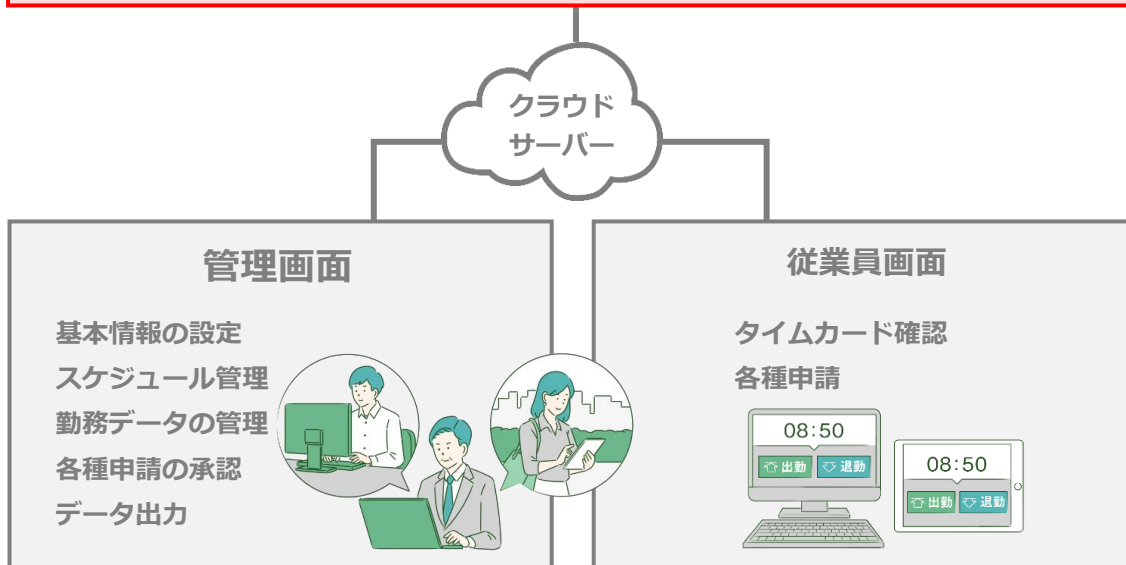 クラウド
サーバー
管理画面
基本情報の設定
スケジュール管理
勤務データの管理
各種申請の承認
データ出力
従業員画面
タイムカード確認
各種申請
08:50
出勤 退勤
08:50
出勤 退勤